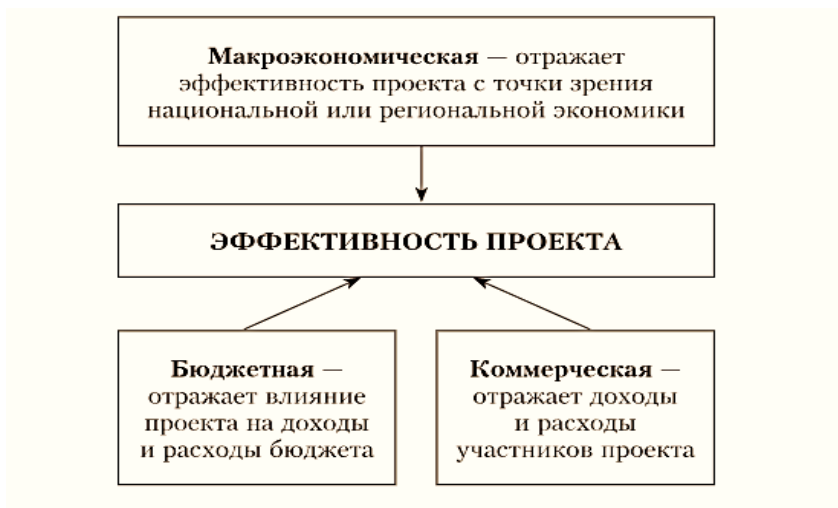 Макроэкономическая — отражает
эффективность проекта с точки зрения
национальной или региональной экономики
ЭФФЕКТИВНОСТЬ ПРОЕКТА
Бюджетная —
отражает влияние
проекта на доходы
и расходы бюджета
Коммерческая —
отражает доходы
и расходы
участников проекта